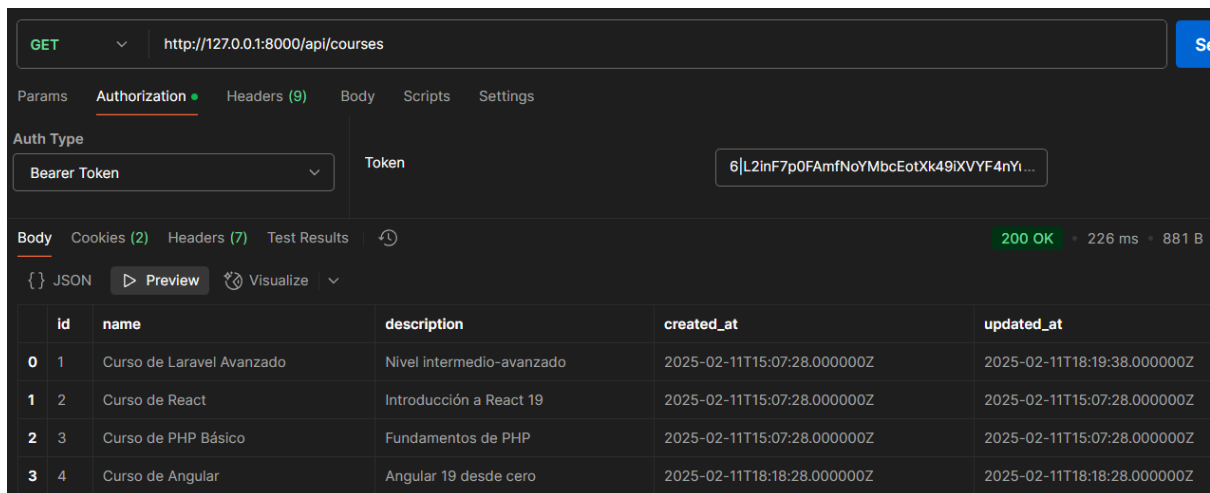 GET http://127.0.0.1:8000/api/courses
Params Authorization Headers (9) Body Scripts Settings
Auth Type
Bearer Token
Token
6|L2inF7p0FAmfNoYMbcEotXk49iXVYF4nYı...
Body Cookies (2) Headers (7) Test Results
200 OK • 226 ms • 881 B
{} JSON Preview Visualize
id name description created_at updated_at
0 1 Curso de Laravel Avanzado Nivel intermedio-avanzado 2025-02-11T15:07:28.000000Z 2025-02-11T18:19:38.000000Z
1 2 Curso de React Introducción a React 19 2025-02-11T15:07:28.000000Z 2025-02-11T15:07:28.000000Z
2 3 Curso de PHP Básico Fundamentos de PHP 2025-02-11T15:07:28.000000Z 2025-02-11T15:07:28.000000Z
3 4 Curso de Angular Angular 19 desde cero 2025-02-11T18:18:28.000000Z 2025-02-11T18:18:28.000000Z